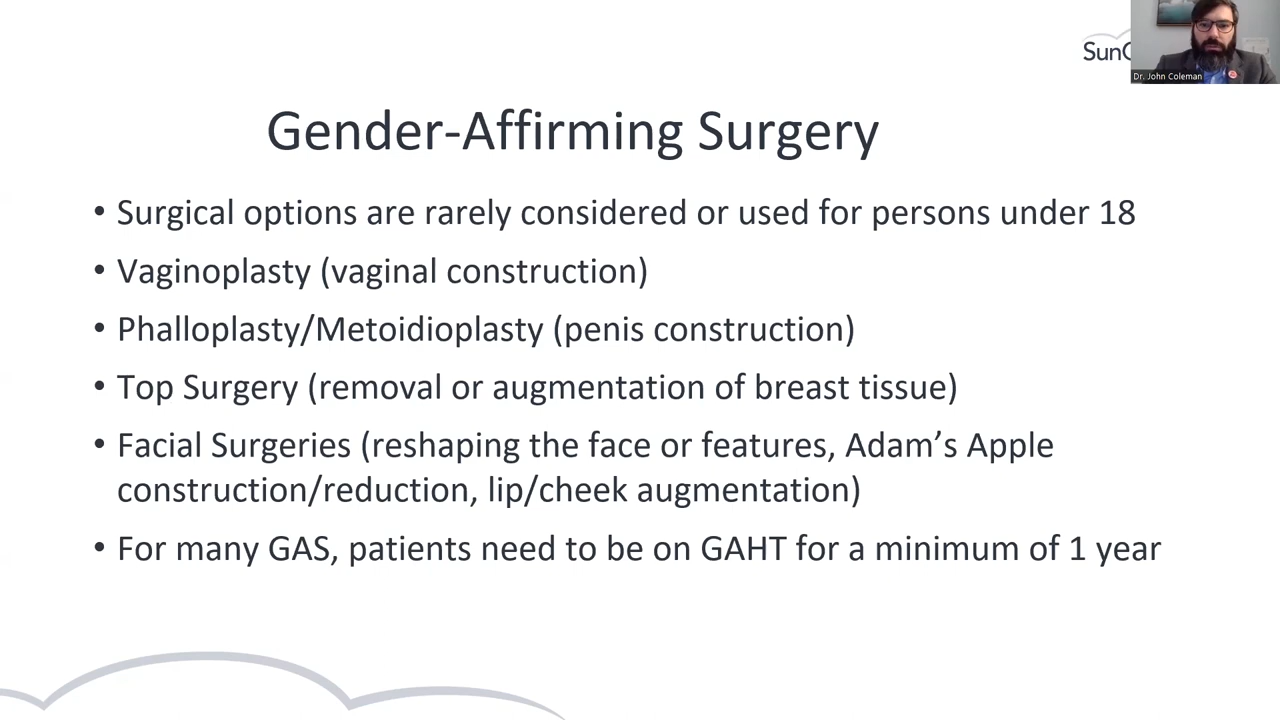 Dr. John Coleman
Gender-Affirming Surgery
• Surgical options are rarely considered or used for persons under 18
• Vaginoplasty (vaginal construction)
• Phalloplasty/Metoidioplasty (penis construction)
• Top Surgery (removal or augmentation of breast tissue)
• Facial Surgeries (reshaping the face or features, Adam’s Apple
construction/reduction, lip/cheek augmentation)
• For many GAS, patients need to be on GAHT for a minimum of 1 year